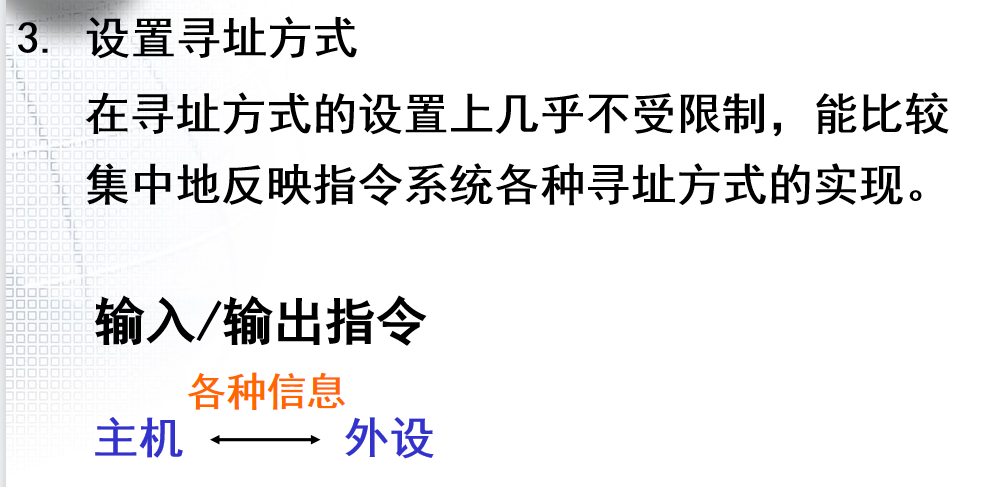 3. 设置寻址方式
在寻址方式的设置上几乎不受限制，能比较
集中地反映指令系统各种寻址方式的实现。
输入/输出指令
各种信息
主机 外设